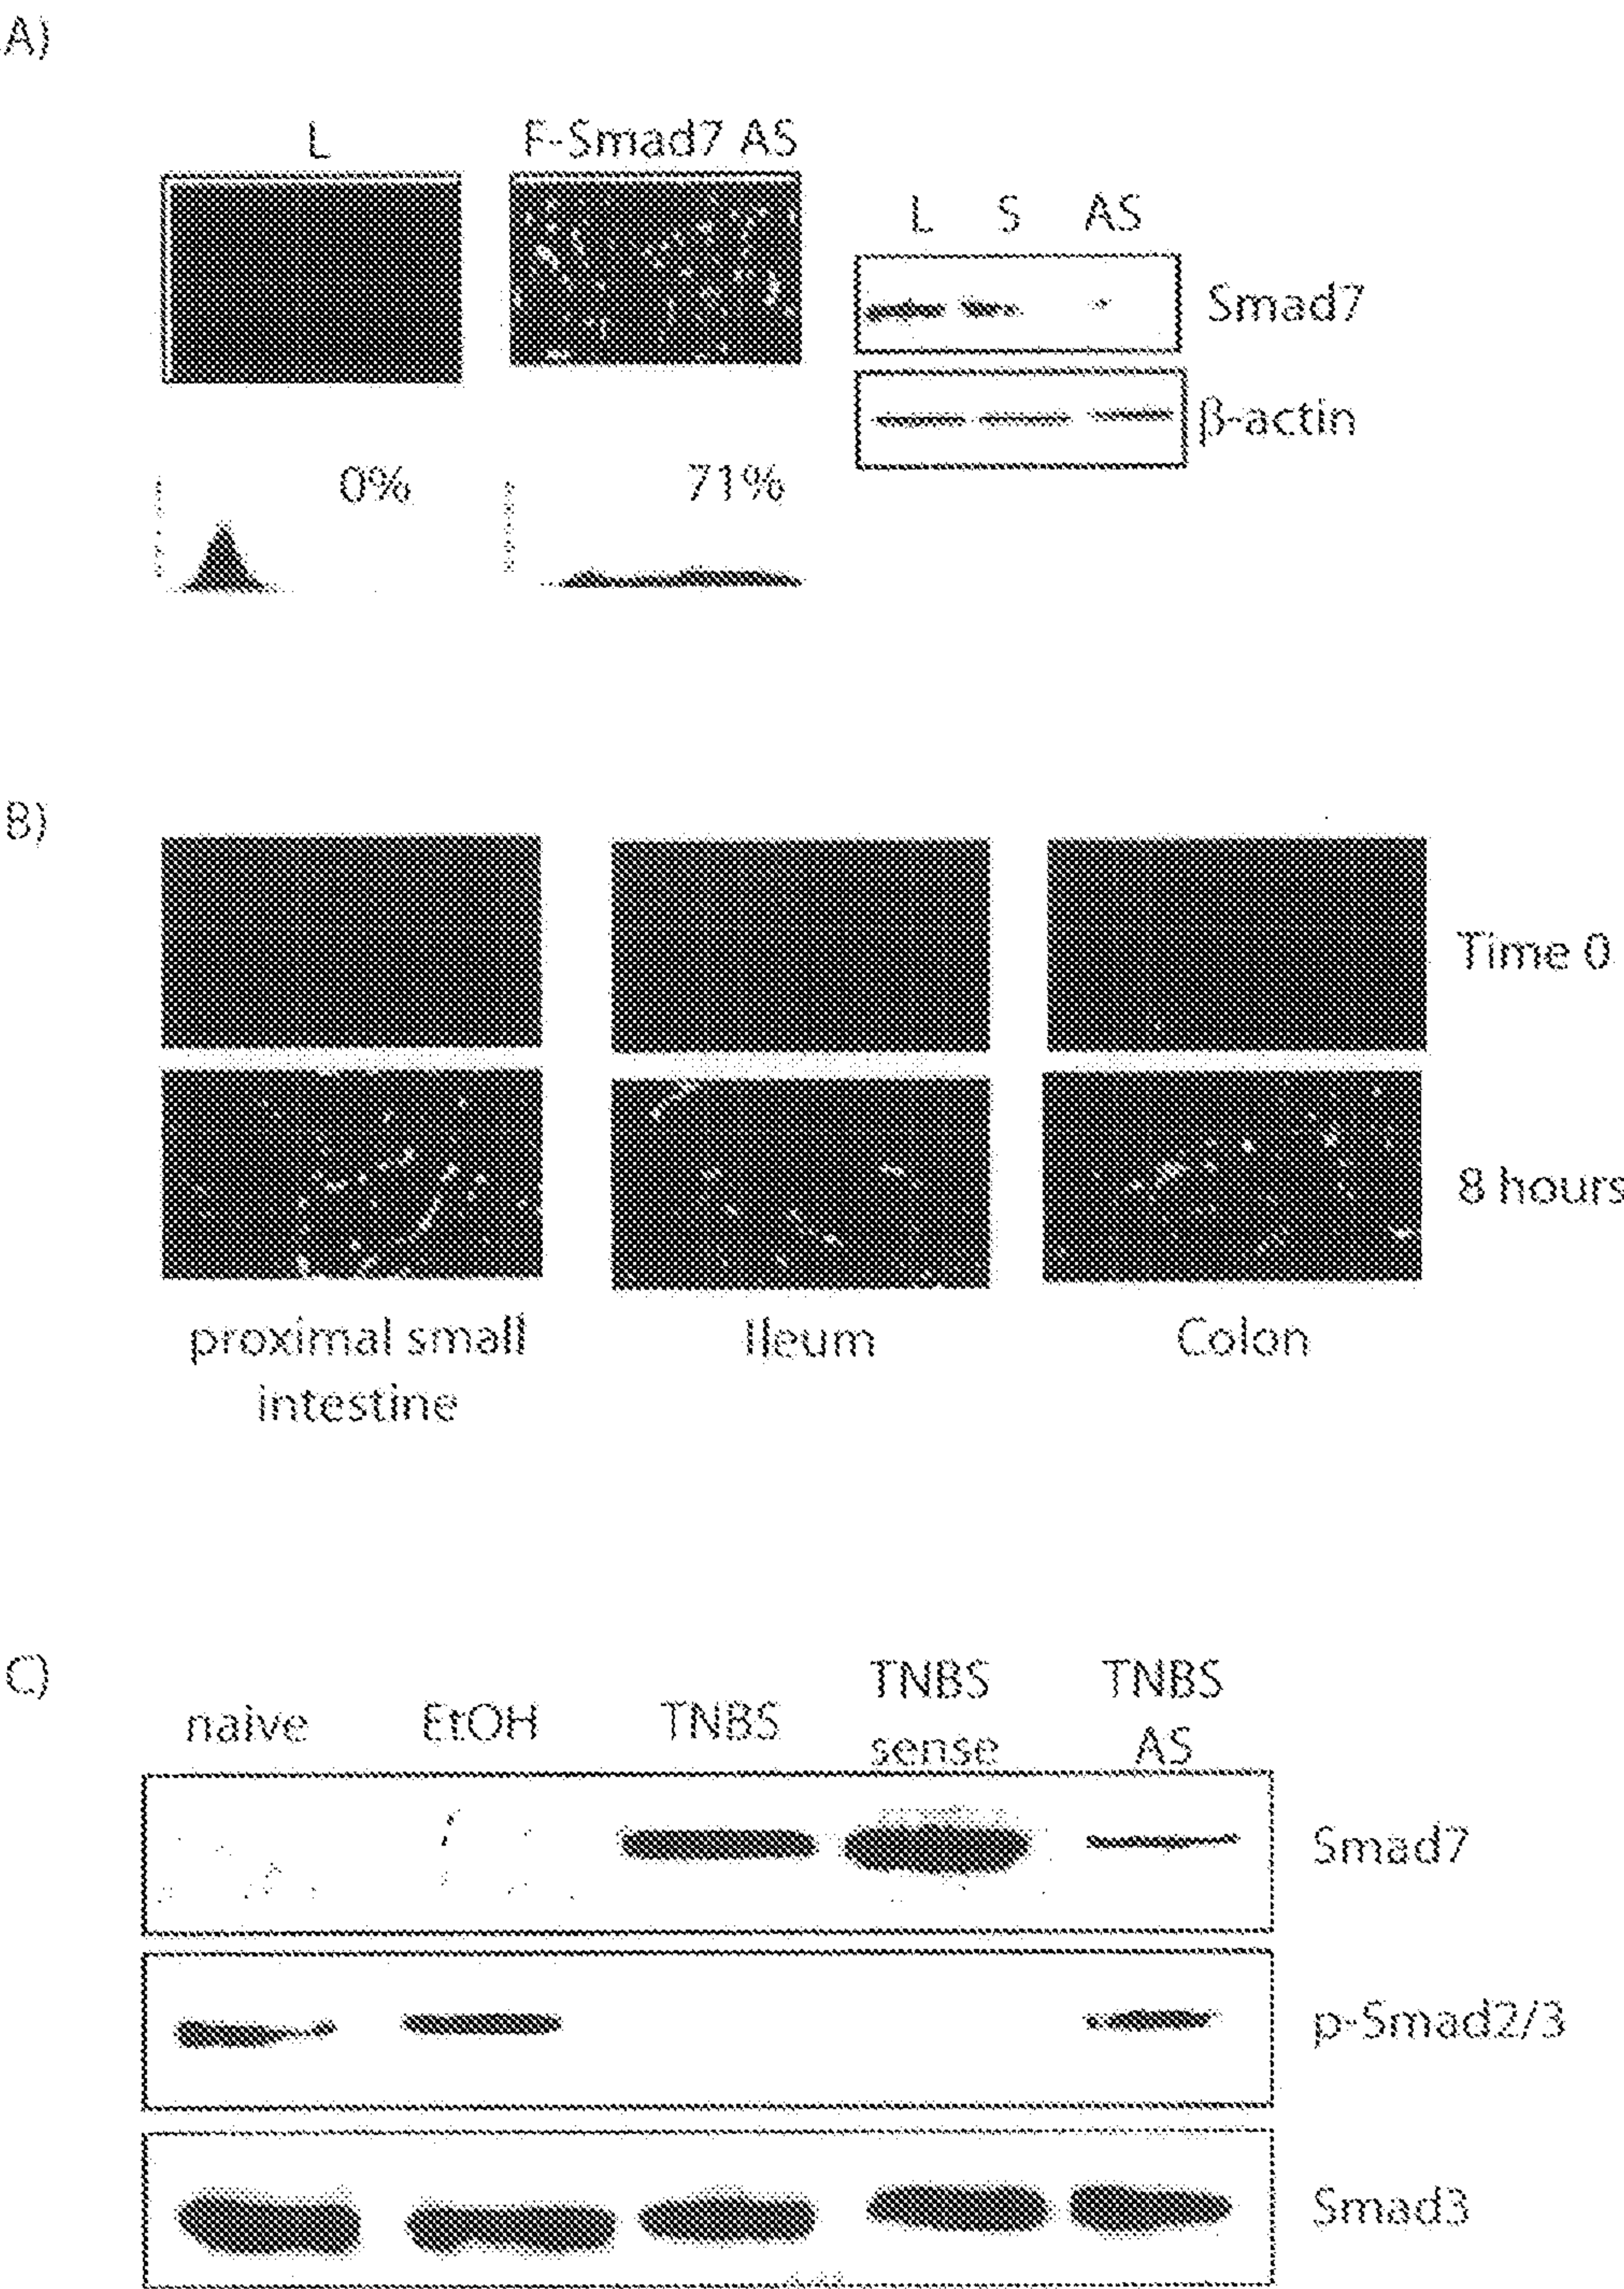 A)
L F-Smad7 AS
L S AS
Smad7
β-actin
0% 71%
B)
Time 0
8 hours
proximal small
intestine
Ileum
Colon
C)
naive EtOH TNBS
TNBS
sense
TNBS
AS
Smad7
p-Smad2/3
Smad3